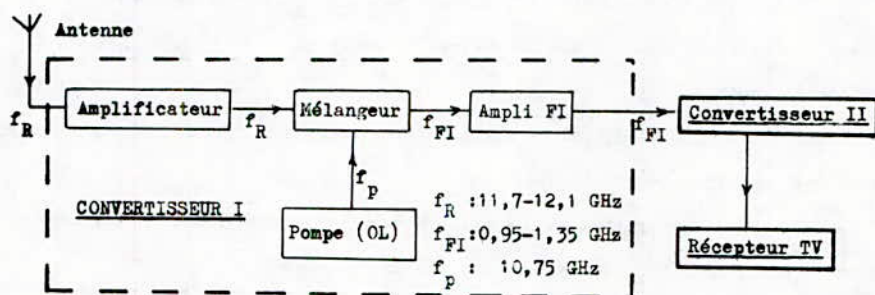 Antenne
f_R
Amplificateur
f_R
Mélangeur
f_FI
Ampli FI
f_FI
Convertisseur II
f_p
CONVERTISSEUR I
Pompe (OL)
f_R :11,7-12,1 GHz
f_FI:0,95-1,35 GHz
f_p : 10,75 GHz
Récepteur TV